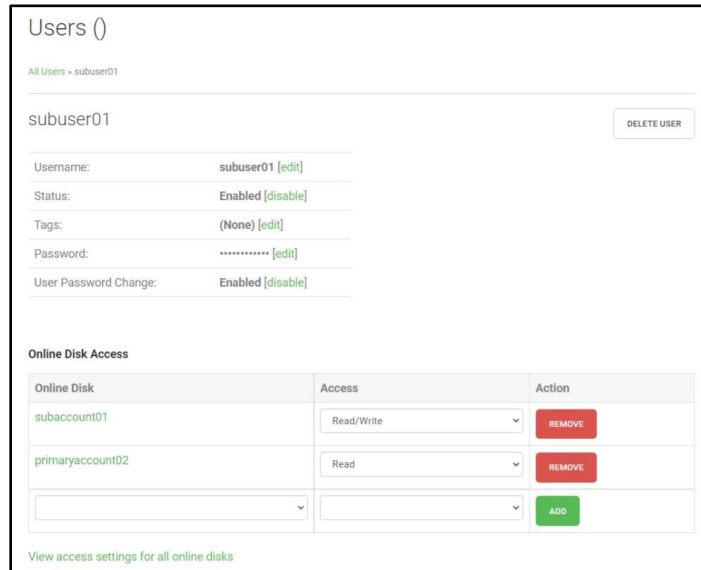 Users ()
All Users » subuser01
subuser01 DELETE USER
Username: subuser01 [edit]
Status: Enabled [disable]
Tags: (None) [edit]
Password: •••••••••••• [edit]
User Password Change: Enabled [disable]
Online Disk Access
Online Disk Access Action
subaccount01 Read/Write REMOVE
primaryaccount02 Read REMOVE
ADD
View access settings for all online disks